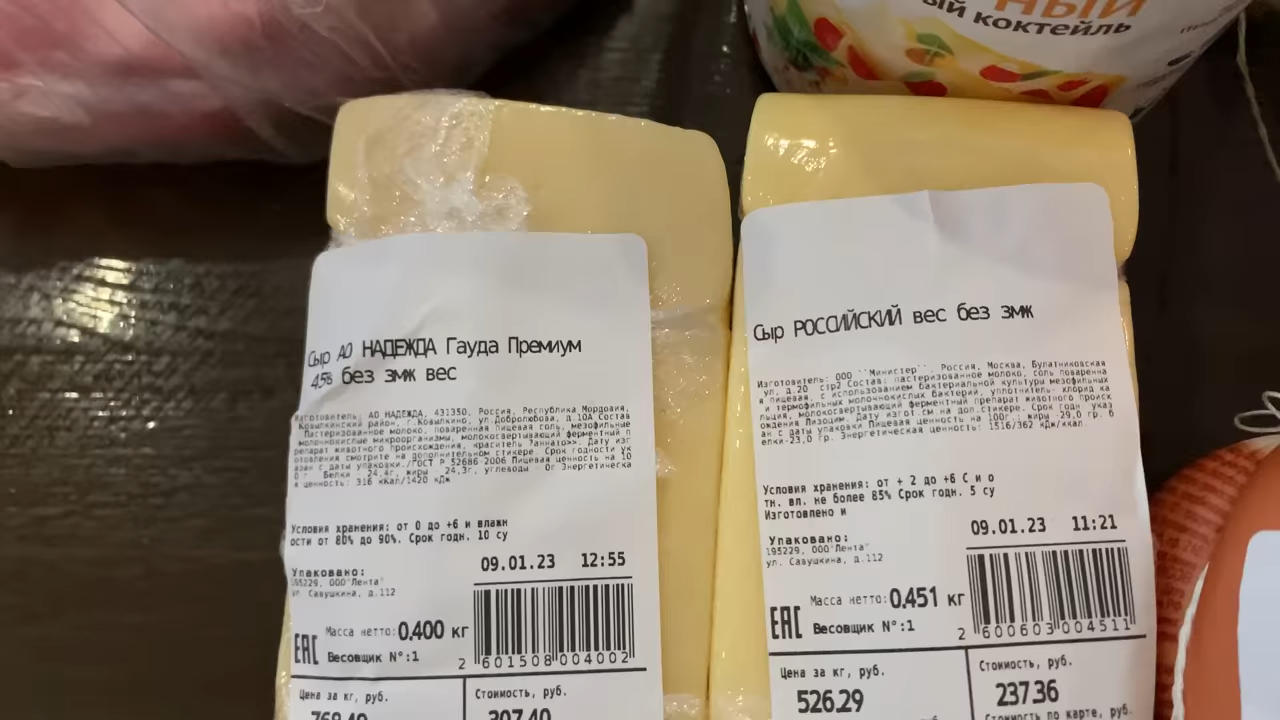 НЫЙ
ый коктейль
Сыр АО НАДЕЖДА Гауда Премиум
45% без змж вес
Изготовитель: АО НАДЕЖДА, 431350, Россия, Республика Мордовия,
Ковылкинский район, г.Ковылкино, ул.Добролюбова, д.10А Состав
Пастеризованное молоко, поваренная пищевая соль, мезофильные
молочнокислые микроорганизмы, молокосвертывающий ферментный п
репарат животного происхождения, краситель ?аннато>>. Дату изг
отовления смотрите на дополнительном стикере. Срок годности ук
азан с даты упаковки./ГОСТ Р 52686-2006 Пищевая ценность на 10
0 г: Белки - 24,4г, жиры - 24,3г, углеводы - 0г Энергетическа
я ценность: 316 кКал/1420 кДж
Условия хранения: от 0 до +6 и влажн
ости от 80% до 90%. Срок годн. 10 су
Упаковано:
195229, ООО"Лента"
ул. Савушкина, д.112
09.01.23 12:55
ЕАС
Масса нетто: 0,400 кг
Весовщик N°:1
2 601508 004002
Цена за кг, руб.
768.49
Стоимость, руб.
307.40
Сыр РОССИЙСКИЙ вес без змж
Изготовитель: ООО ``Министер``, Россия, Москва, Булатниковская
ул, д.20 стр2 Состав: пастеризованное молоко, соль поваренна
я пищевая, с использованием бактериальной культуры мезофильных
и термофильных молочнокислых бактерий, уплотнитель- хлорид ка
льция, молокосвертывающий ферментный препарат животного происх
ождения Лизоцим. Дату изгот.см на доп.стикере. Срок годн. указ
ан с даты упаковки Пищевая ценность на 100г.: жиры -29,0 гр. б
елки-23,0 гр. Энергетическая ценность: 1516/362 кДж/ккал.
Условия хранения: от + 2 до +6 С и о
тн. вл. не более 85% Срок годн. 5 су
Изготовлено и
Упаковано:
195229, ООО"Лента"
ул. Савушкина, д.112
09.01.23 11:21
ЕАС
Масса нетто: 0,451 кг
Весовщик N°:1
2 600603 004511
Цена за кг, руб.
526.29
Стоимость, руб.
237.36
Стоимость по карте, руб.